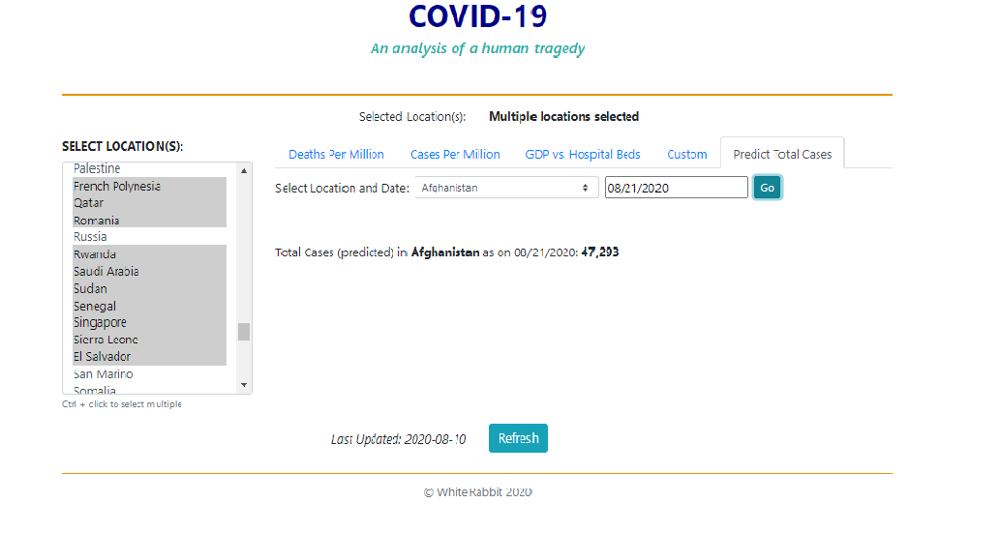 COVID-19
An analysis of a human tragedy
Selected Location(s): Multiple locations selected
SELECT LOCATION(S):
Palestine
French Polynesia
Qatar
Romania
Russia
Rwanda
Saudi Arabia
Sudan
Senegal
Singapore
Sierra Leone
El Salvador
San Marino
Somalia
Ctrl + click to select multiple
Deaths Per Million Cases Per Million GDP vs. Hospital Beds Custom Predict Total Cases
Select Location and Date: Afghanistan 08/21/2020 Go
Total Cases (predicted) in Afghanistan as on 08/21/2020: 47,293
Last Updated: 2020-08-10 Refresh
© WhiteRabbit 2020